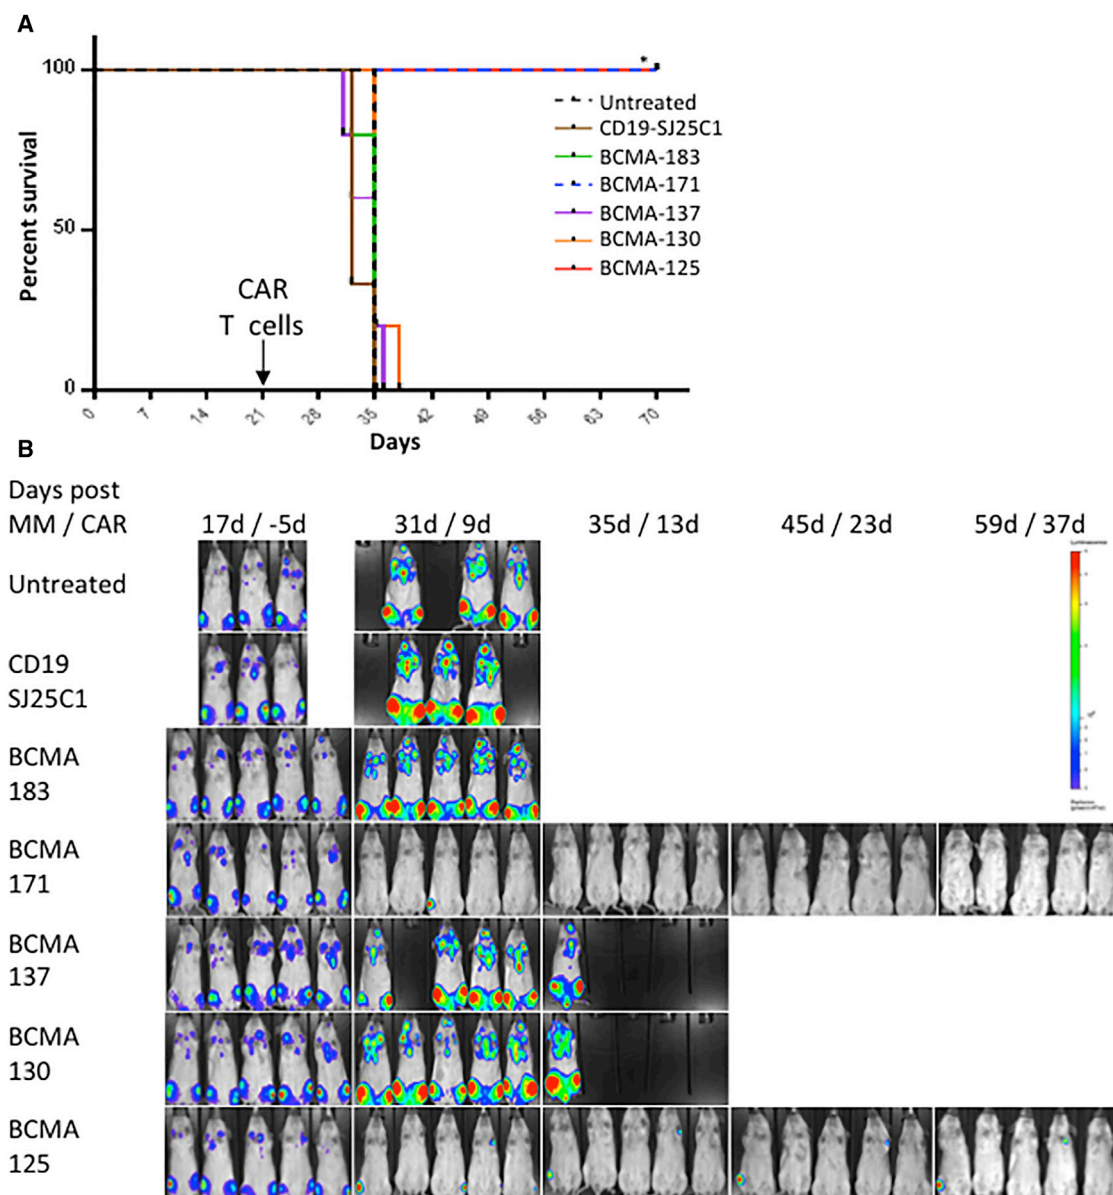 A
100
50
0
Percent survival
CAR
T cells
Untreated
CD19-SJ25C1
BCMA-183
BCMA-171
BCMA-137
BCMA-130
BCMA-125
*
0 7 14 21 28 35 42 49 56 63 70
Days
B
Days post
MM / CAR 17d / -5d 31d / 9d 35d / 13d 45d / 23d 59d / 37d
Luminescence
Untreated
CD19
SJ25C1
BCMA
183
BCMA
171
BCMA
137
BCMA
130
BCMA
125